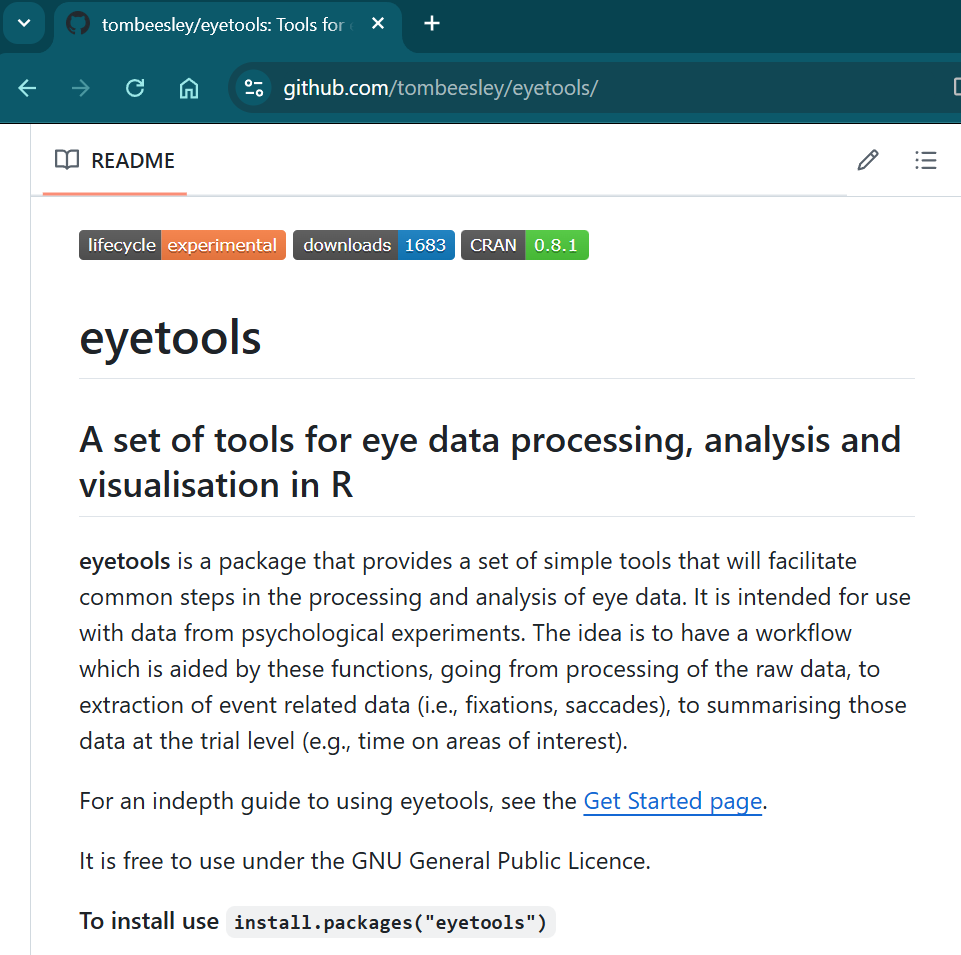 tombeesley/eyetools: Tools for
github.com/tombeesley/eyetools/
README
lifecycle experimental downloads 1683 CRAN 0.8.1
eyetools
A set of tools for eye data processing, analysis and
visualisation in R
eyetools is a package that provides a set of simple tools that will facilitate
common steps in the processing and analysis of eye data. It is intended for use
with data from psychological experiments. The idea is to have a workflow
which is aided by these functions, going from processing of the raw data, to
extraction of event related data (i.e., fixations, saccades), to summarising those
data at the trial level (e.g., time on areas of interest).
For an indepth guide to using eyetools, see the Get Started page.
It is free to use under the GNU General Public Licence.
To install use install.packages("eyetools")